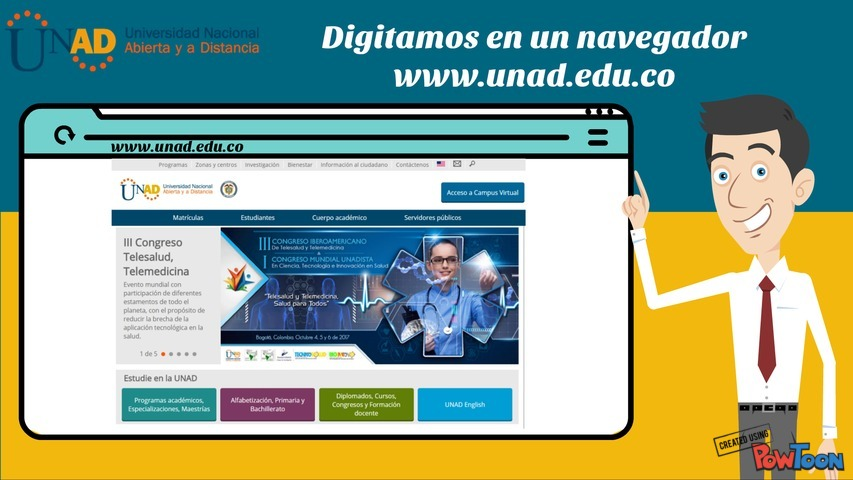 UNAD Universidad Nacional
Abierta y a Distancia
Digitamos en un navegador
www.unad.edu.co
www.unad.edu.co
Programas Zonas y centros Investigación Bienestar Información al ciudadano Contáctenos
UNAD Universidad Nacional
Abierta y a Distancia
Acceso a Campus Virtual
Matrículas Estudiantes Cuerpo académico Servidores públicos
III Congreso
Telesalud,
Telemedicina
Evento mundial con
participación de diferentes
estamentos de todo el
planeta, con el propósito de
reducir la brecha de la
aplicación tecnológica en la
salud.
1 de 5
III CONGRESO IBEROAMERICANO
De Telesalud y Telemedicina
&
I CONGRESO MUNDIAL UNADISTA
En Ciencia, Tecnología e Innovación en Salud
"Telesalud y Telemedicina,
Salud para Todos"
Bogotá, Colombia, Octubre 4, 5 y 6 de 2017
Estudie en la UNAD
Programas académicos,
Especializaciones, Maestrías
Alfabetización, Primaria y
Bachillerato
Diplomados, Cursos,
Congresos y Formación
docente
UNAD English
CREATED USING
POWTOON